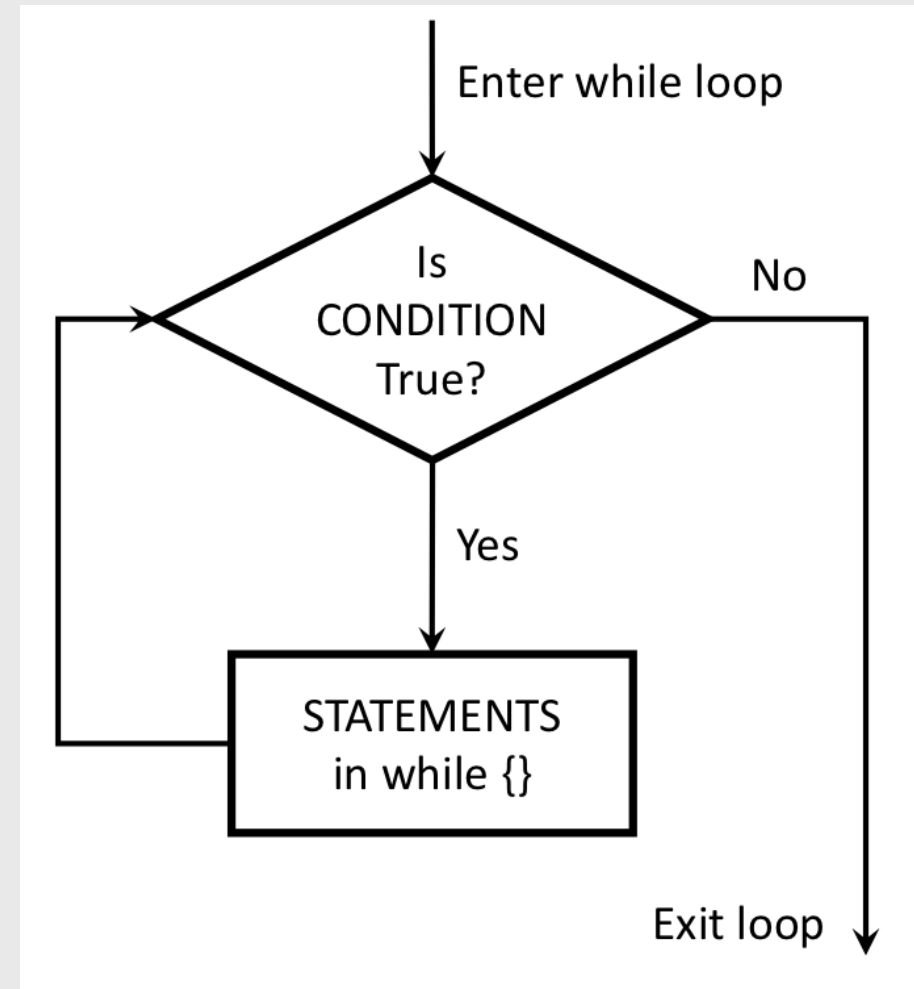 Enter while loop
Is
CONDITION
True?
No
Yes
STATEMENTS
in while {}
Exit loop